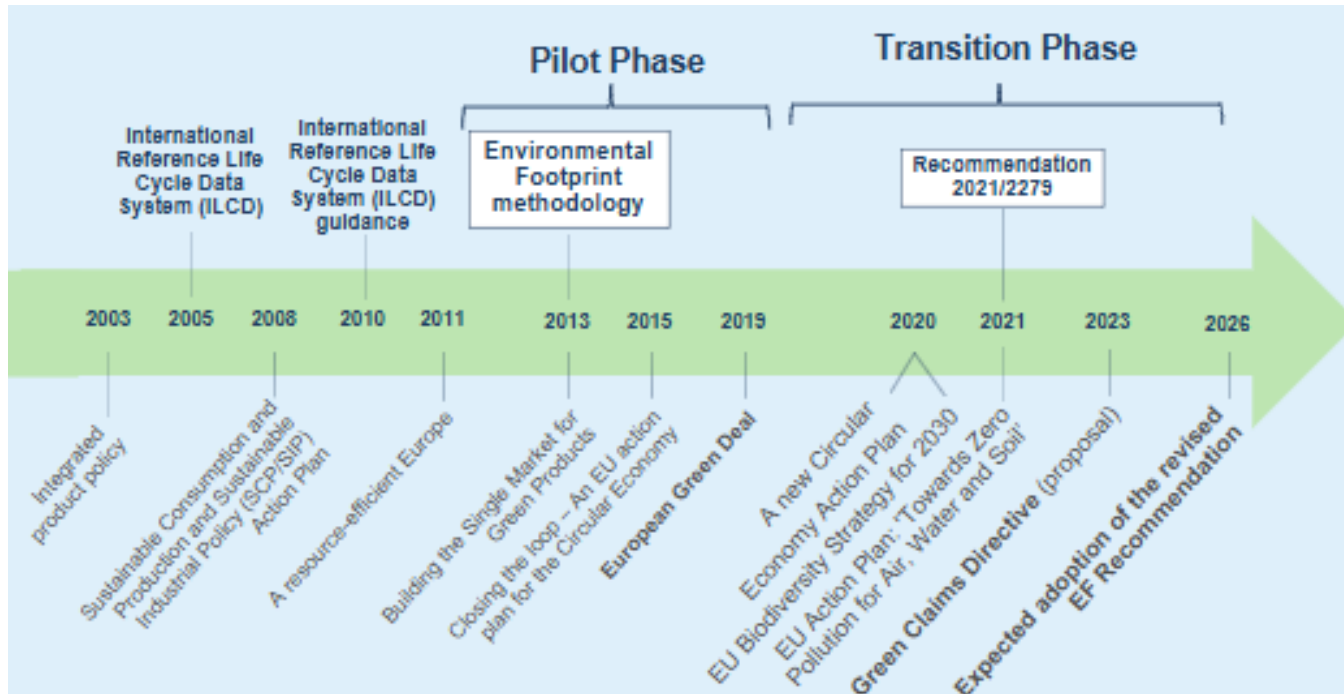 Pilot Phase
Transition Phase
International
Reference Life
Cycle Data
System (ILCD)
International
Reference Life
Cycle Data
System (ILCD)
guidance
Environmental
Footprint
methodology
Recommendation
2021/2279
2003
2005
2008
2010
2011
2013
2015
2019
2020
2021
2023
2026
Integrated
product policy
Sustainable Consumption and
Production and Sustainable
Industrial Policy (SCP/SIP)
Action Plan
A resource-efficient Europe
Building the Single Market for
Green Products
Closing the loop – An EU action
plan for the Circular Economy
European Green Deal
A new Circular
Economy Action Plan
EU Biodiversity Strategy for 2030
EU Action Plan: 'Towards Zero
Pollution for Air, Water and Soil'
Green Claims Directive (proposal)
Expected adoption of the revised
EF Recommendation